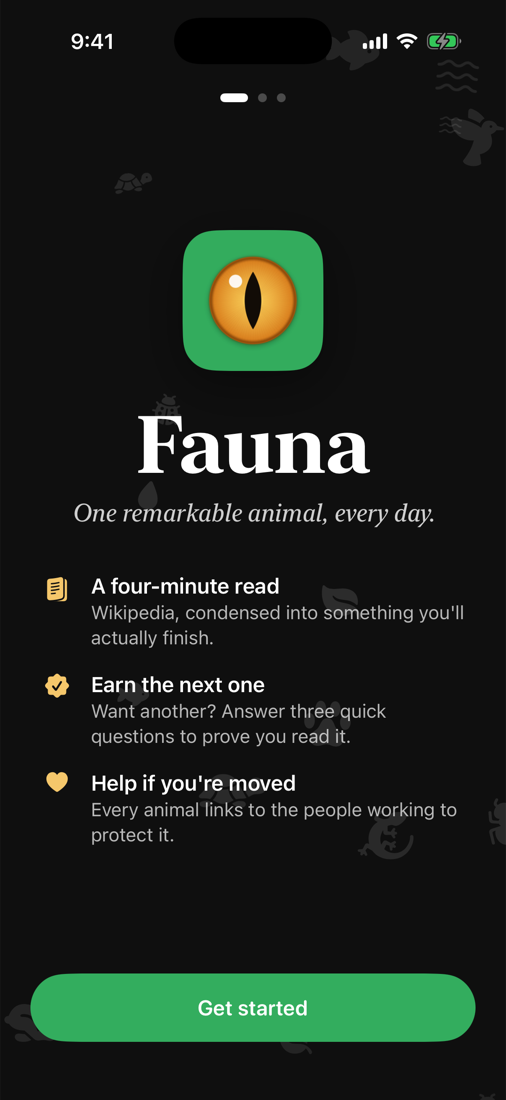 9:41
Fauna
One remarkable animal, every day.
A four-minute read
Wikipedia, condensed into something you'll
actually finish.
Earn the next one
Want another? Answer three quick
questions to prove you read it.
Help if you're moved
Every animal links to the people working to
protect it.
Get started